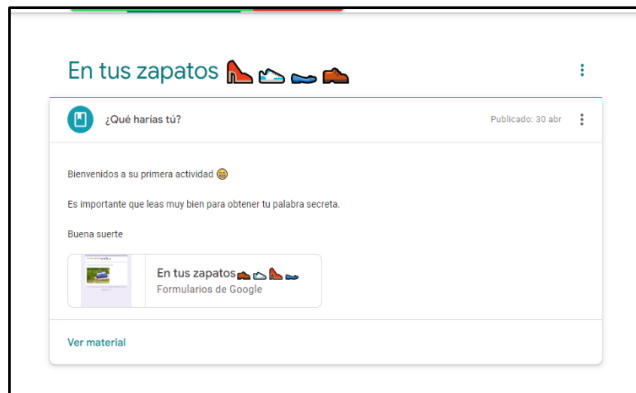 En tus zapatos 👠👟🥿👞
¿Qué harías tú?
Publicado: 30 abr
Bienvenidos a su primera actividad 😄
Es importante que leas muy bien para obtener tu palabra secreta.
Buena suerte
En tus zapatos👞👟👠🥿
Formularios de Google
Ver material